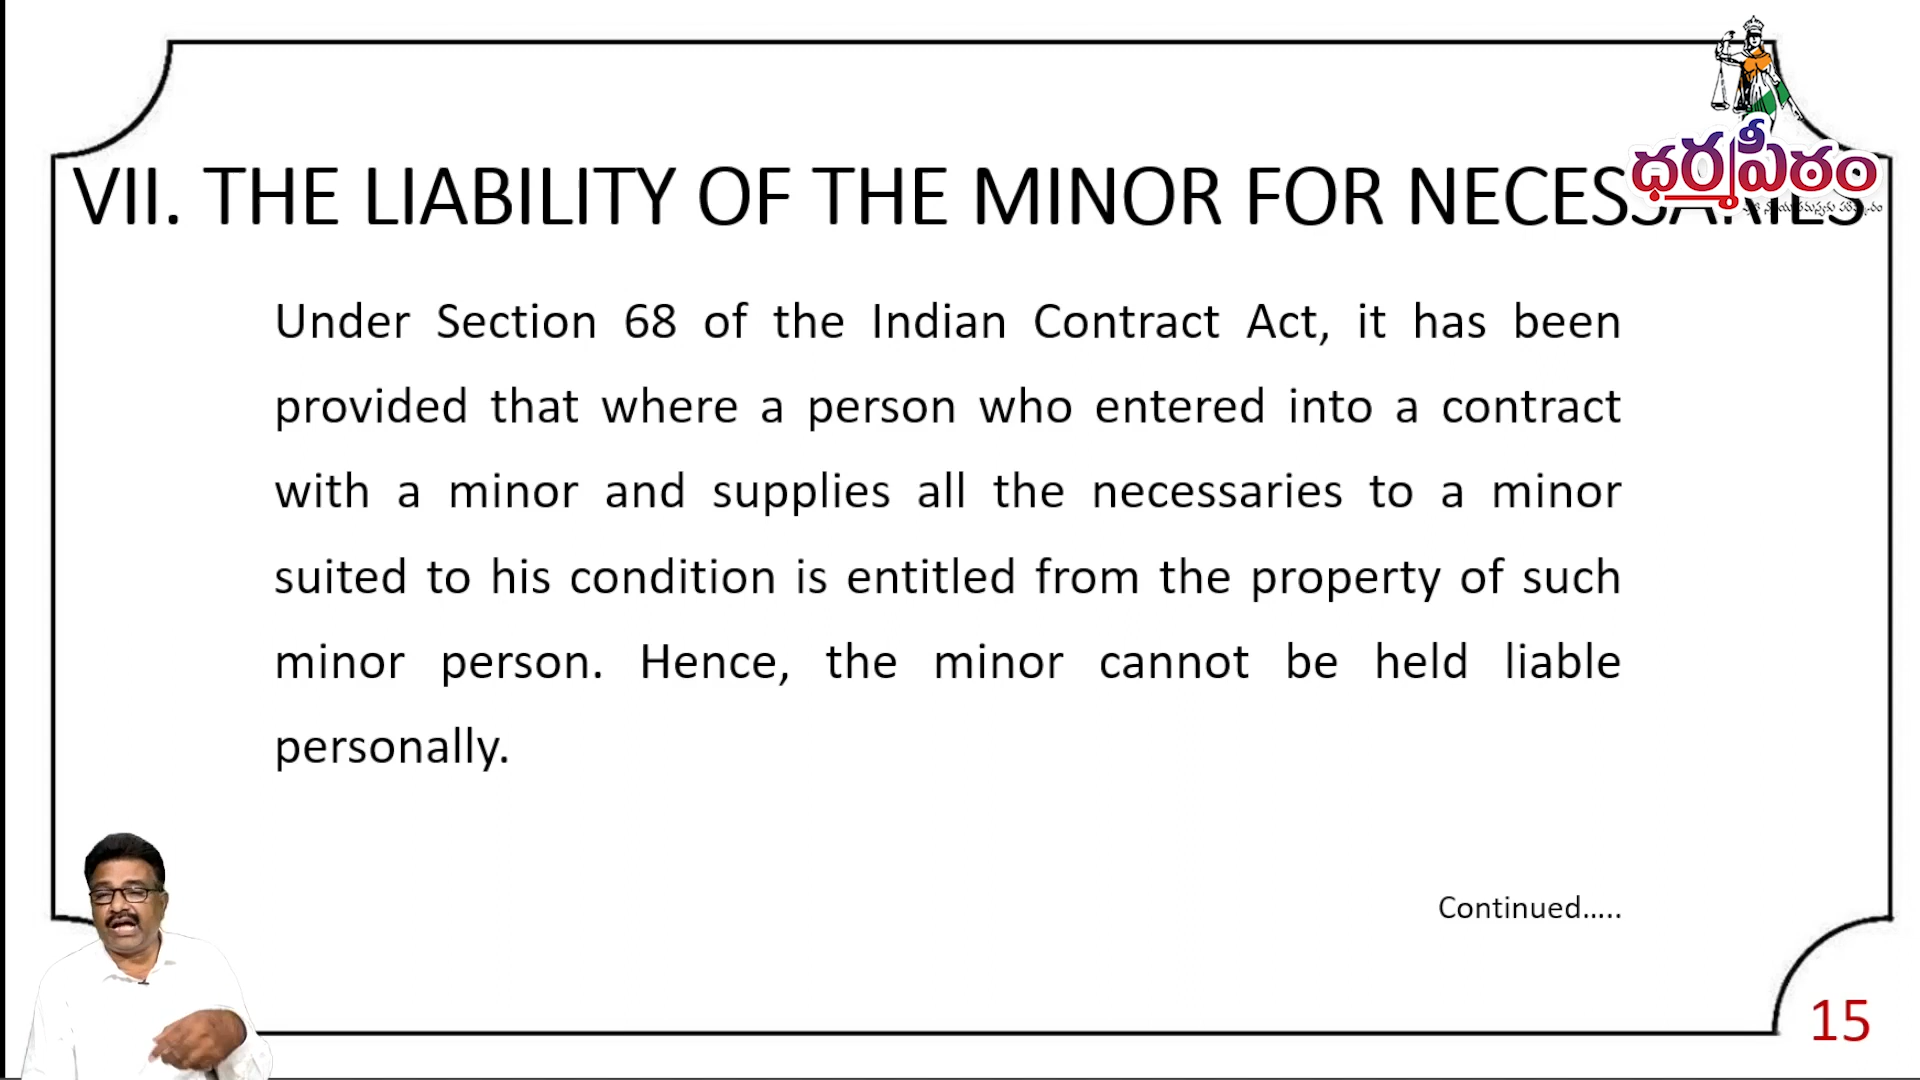 ధర్మపీఠం
VII. THE LIABILITY OF THE MINOR FOR NECESSARIES
Under Section 68 of the Indian Contract Act, it has been
provided that where a person who entered into a contract
with a minor and supplies all the necessaries to a minor
suited to his condition is entitled from the property of such
minor person. Hence, the minor cannot be held liable
personally.
Continued.....
15